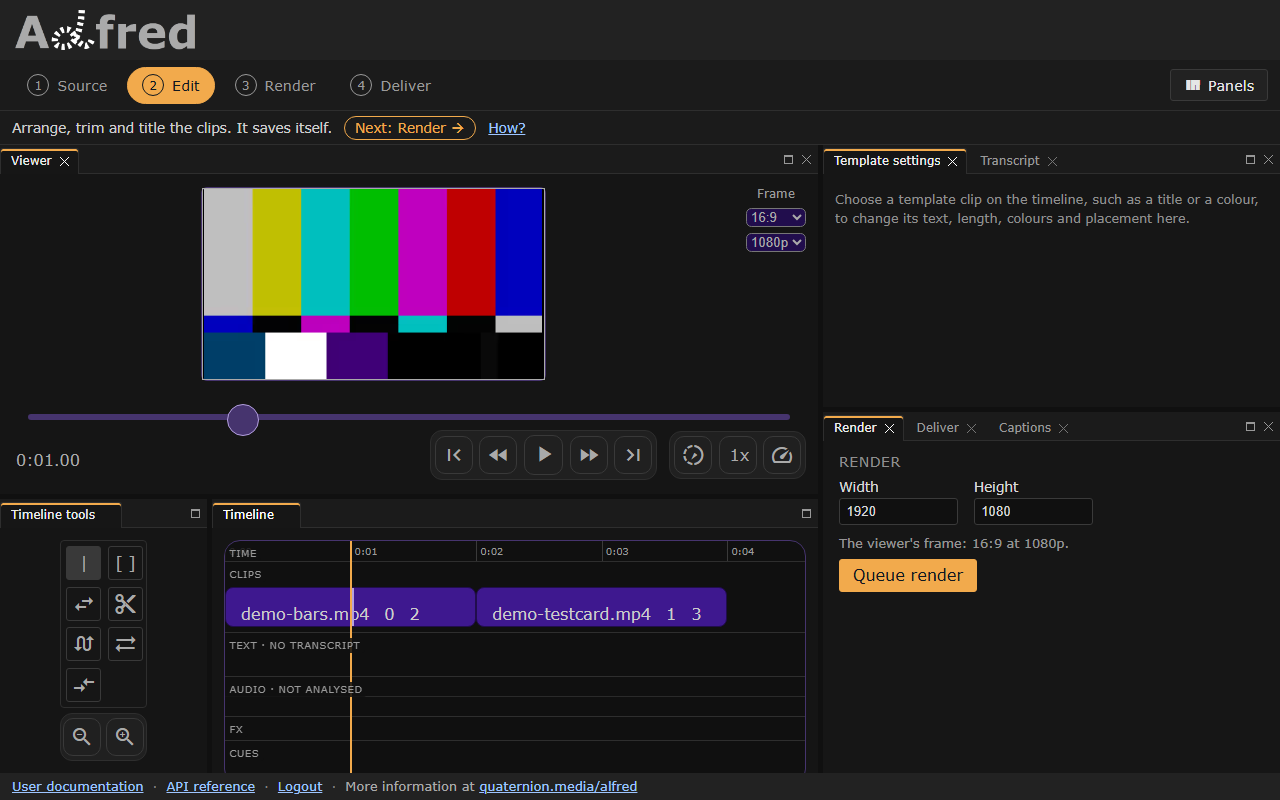 Adfred
1 Source
2 Edit
3 Render
4 Deliver
Panels
Arrange, trim and title the clips. It saves itself.
Next: Render →
How?
Viewer
Frame
16:9
1080p
0:01.00
1x
Template settings
Transcript
Choose a template clip on the timeline, such as a title or a colour,
to change its text, length, colours and placement here.
Render
Deliver
Captions
RENDER
Width
Height
1920
1080
The viewer's frame: 16:9 at 1080p.
Queue render
Timeline tools
| [ ]
Timeline
TIME
0:01
0:02
0:03
0:04
CLIPS
demo-bars.mp4 0 2
demo-testcard.mp4 1 3
TEXT · NO TRANSCRIPT
AUDIO · NOT ANALYSED
FX
CUES
User documentation · API reference · Logout · More information at quaternion.media/alfred